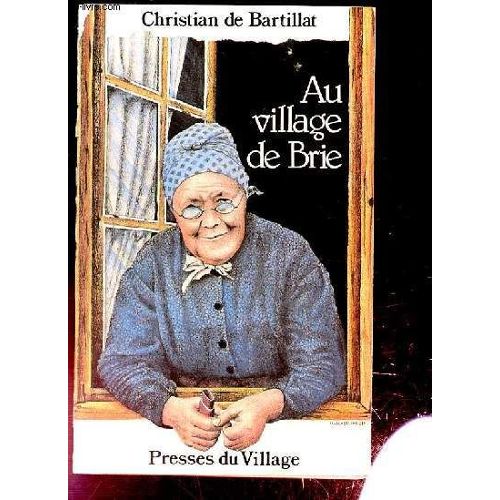 Christian de Bartillat
Au
village
de Brie
Presses du Village